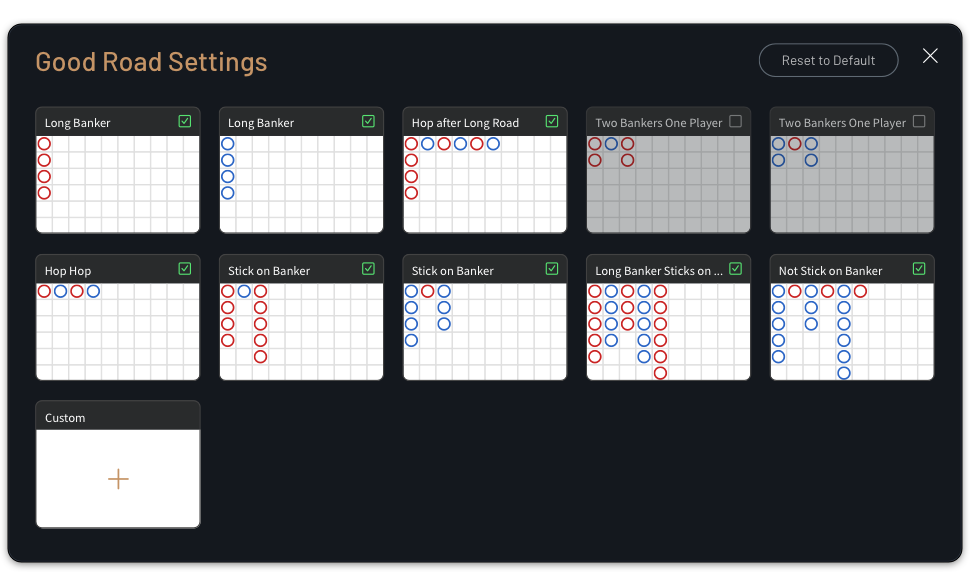 Good Road Settings
Reset to Default
Long Banker
Long Banker
Hop after Long Road
Two Bankers One Player
Two Bankers One Player
Hop Hop
Stick on Banker
Stick on Banker
Long Banker Sticks on ...
Not Stick on Banker
Custom